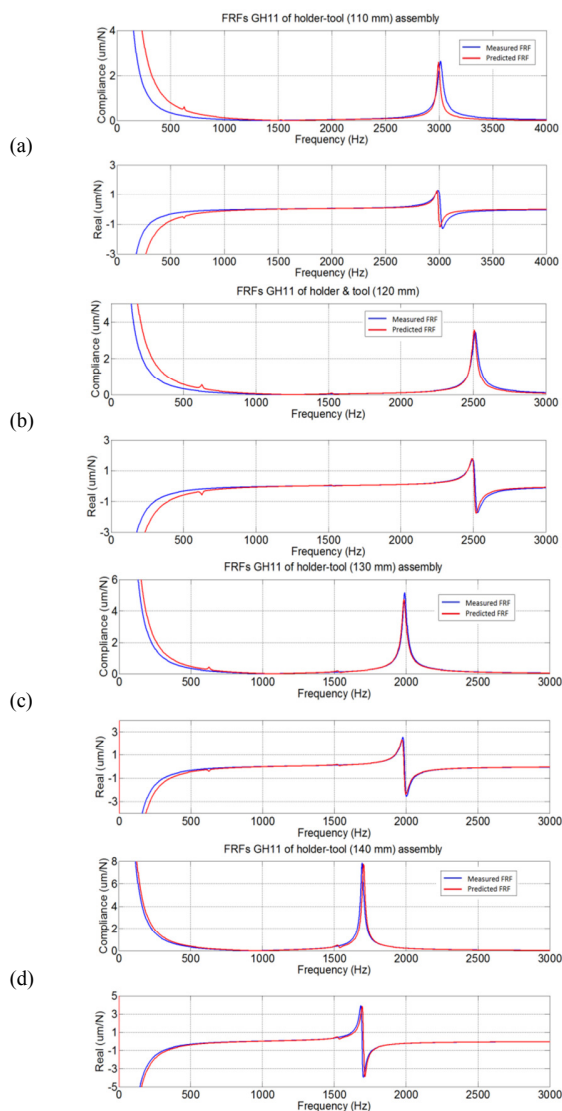 FRFs GH11 of holder-tool (110 mm) assembly
Compliance (um/N)
4
2
0
Measured FRF
Predicted FRF
0 500 1000 1500 2000 2500 3000 3500 4000
Frequency (Hz)
(a)
Real (um/N)
3
1
-1
-3
0 500 1000 1500 2000 2500 3000 3500 4000
Frequency (Hz)
FRFs GH11 of holder & tool (120 mm)
Compliance (um/N)
4
2
0
Measured FRF
Predicted FRF
0 500 1000 1500 2000 2500 3000
Frequency (Hz)
(b)
Real (um/N)
3
1
-1
-3
0 500 1000 1500 2000 2500 3000
Frequency (Hz)
FRFs GH11 of holder-tool (130 mm) assembly
Compliance (um/N)
6
4
2
0
Measured FRF
Predicted FRF
0 500 1000 1500 2000 2500 3000
Frequency (Hz)
(c)
Real (um/N)
3
1
-1
-3
0 500 1000 1500 2000 2500 3000
Frequency (Hz)
FRFs GH11 of holder-tool (140 mm) assembly
Compliance (um/N)
8
6
4
2
0
Measured FRF
Predicted FRF
0 500 1000 1500 2000 2500 3000
Frequency (Hz)
(d)
Real (um/N)
5
3
1
-1
-3
-5
0 500 1000 1500 2000 2500 3000
Frequency (Hz)